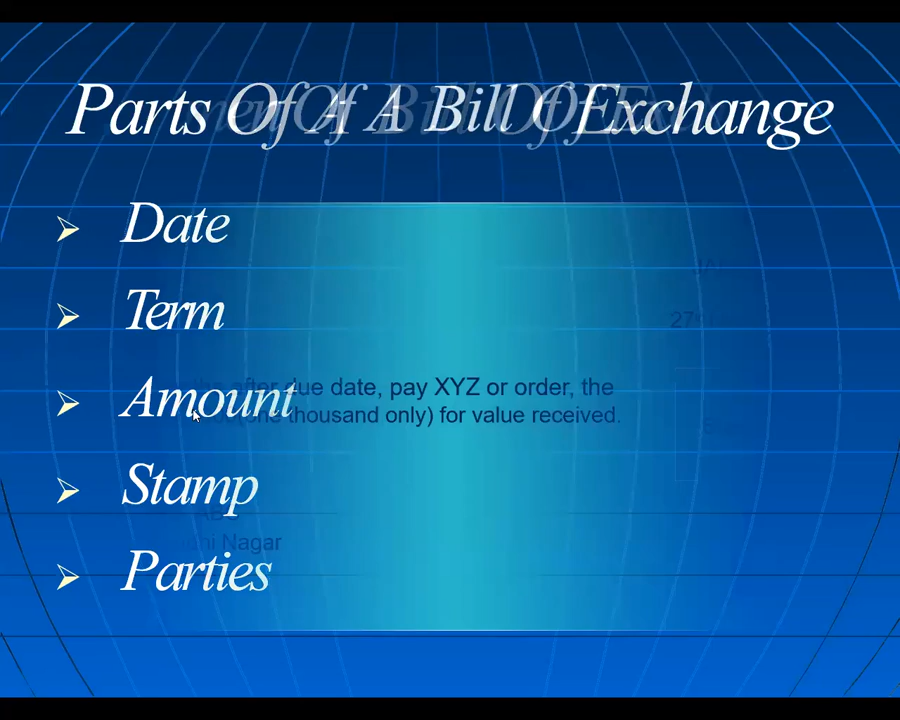 Parts Of A Bill Of Exchange
Date
Term
Amount
after due date, pay XYZ or order, the
thousand only) for value received.
Stamp
Nagar
Parties